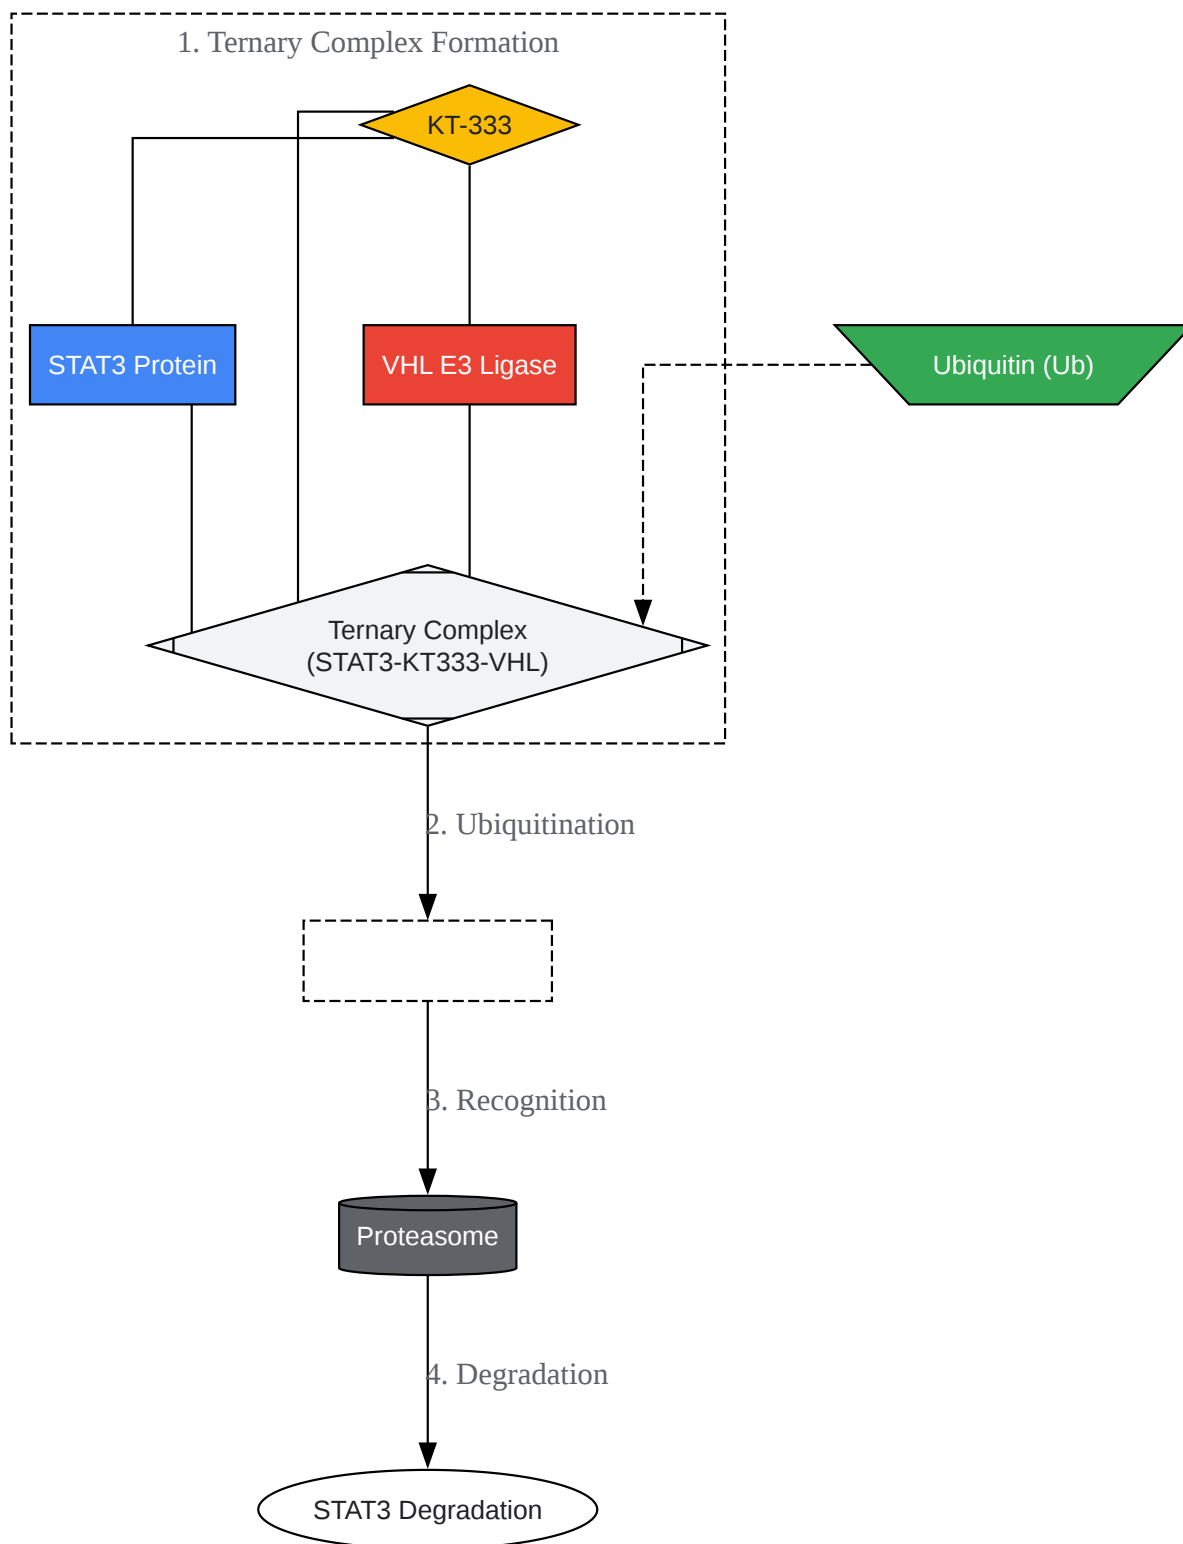 1. Ternary Complex Formation
KT-333
STAT3 Protein
VHL E3 Ligase
Ubiquitin (Ub)
Ternary Complex
(STAT3-KT333-VHL)
2. Ubiquitination
3. Recognition
Proteasome
4. Degradation
STAT3 Degradation